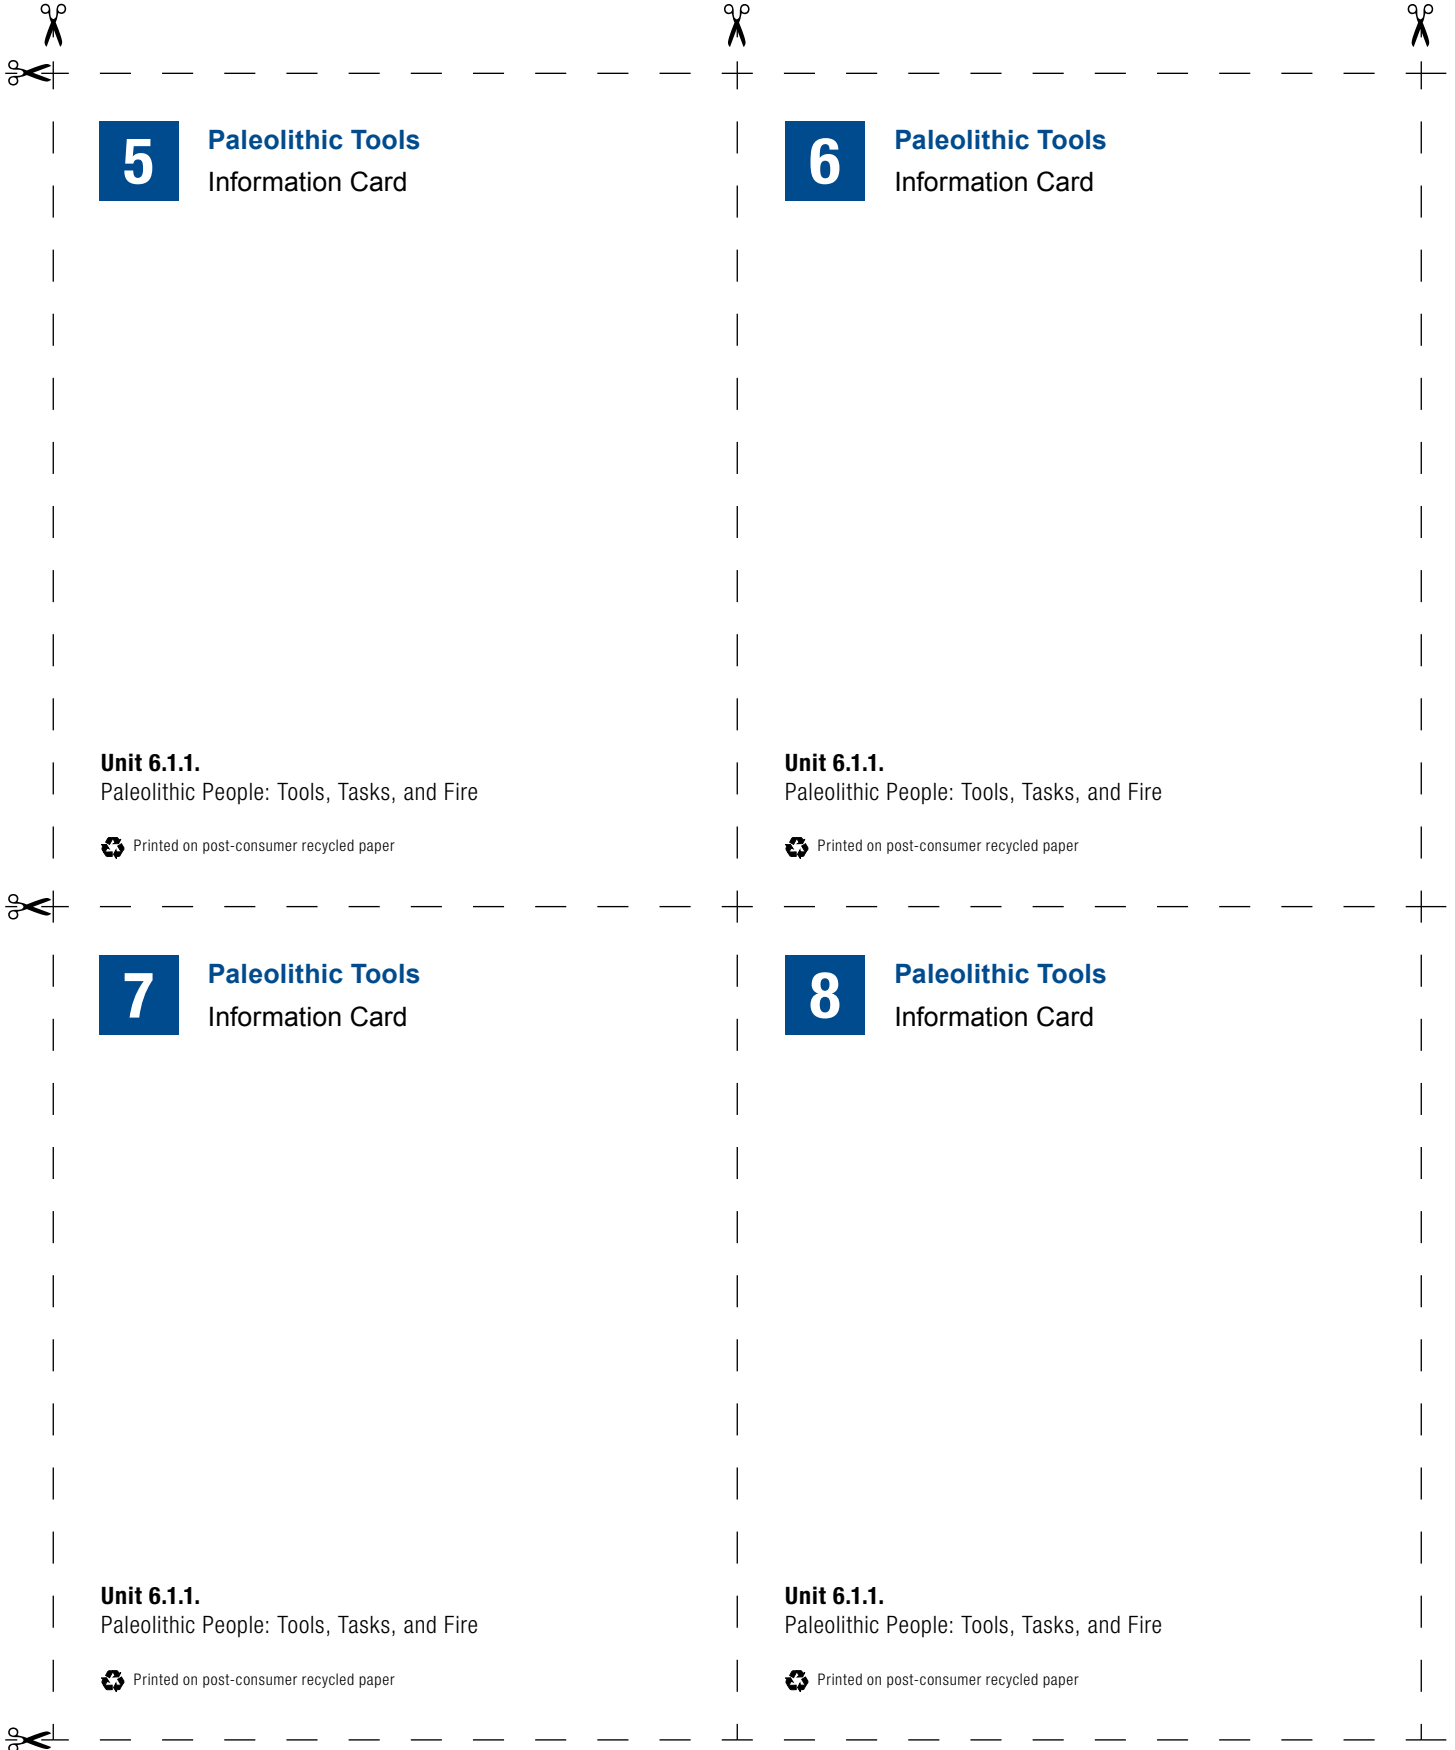 5
Paleolithic Tools
Information Card
Unit 6.1.1.
Paleolithic People: Tools, Tasks, and Fire
Printed on post-consumer recycled paper
6
Paleolithic Tools
Information Card
Unit 6.1.1.
Paleolithic People: Tools, Tasks, and Fire
Printed on post-consumer recycled paper
7
Paleolithic Tools
Information Card
Unit 6.1.1.
Paleolithic People: Tools, Tasks, and Fire
Printed on post-consumer recycled paper
8
Paleolithic Tools
Information Card
Unit 6.1.1.
Paleolithic People: Tools, Tasks, and Fire
Printed on post-consumer recycled paper